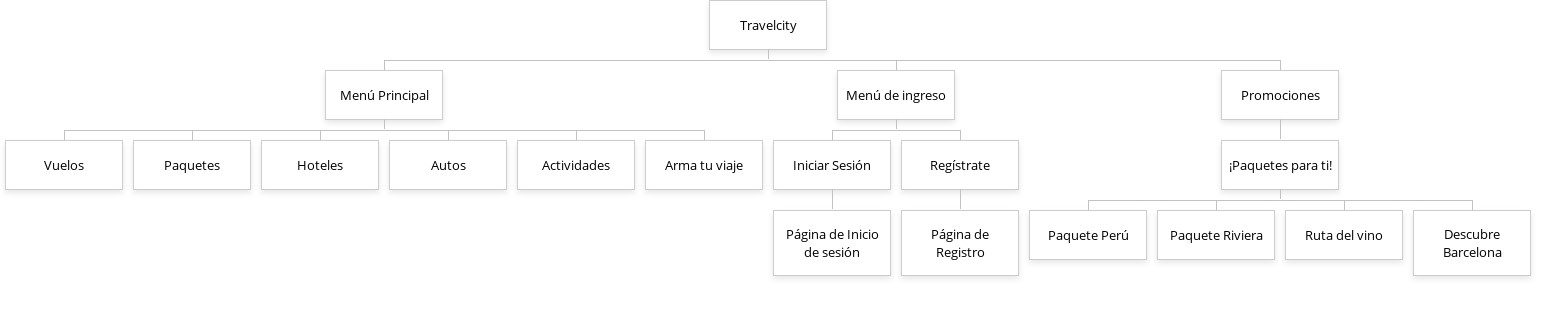 Travelcity
Menú Principal
Menú de ingreso
Promociones
Vuelos
Paquetes
Hoteles
Autos
Actividades
Arma tu viaje
Iniciar Sesión
Regístrate
¡Paquetes para ti!
Página de Inicio
de sesión
Página de
Registro
Paquete Perú
Paquete Riviera
Ruta del vino
Descubre
Barcelona